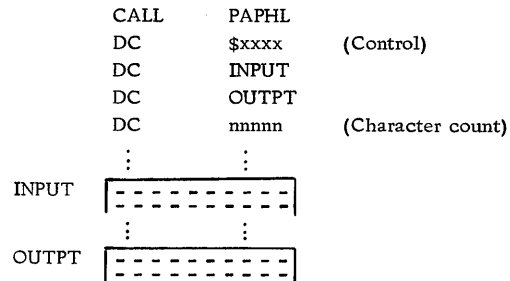 CALL PAPHL
DC $xxxx (Control)
DC INPUT
DC OUTPT
DC nnnnn (Character count)
INPUT
OUTPT